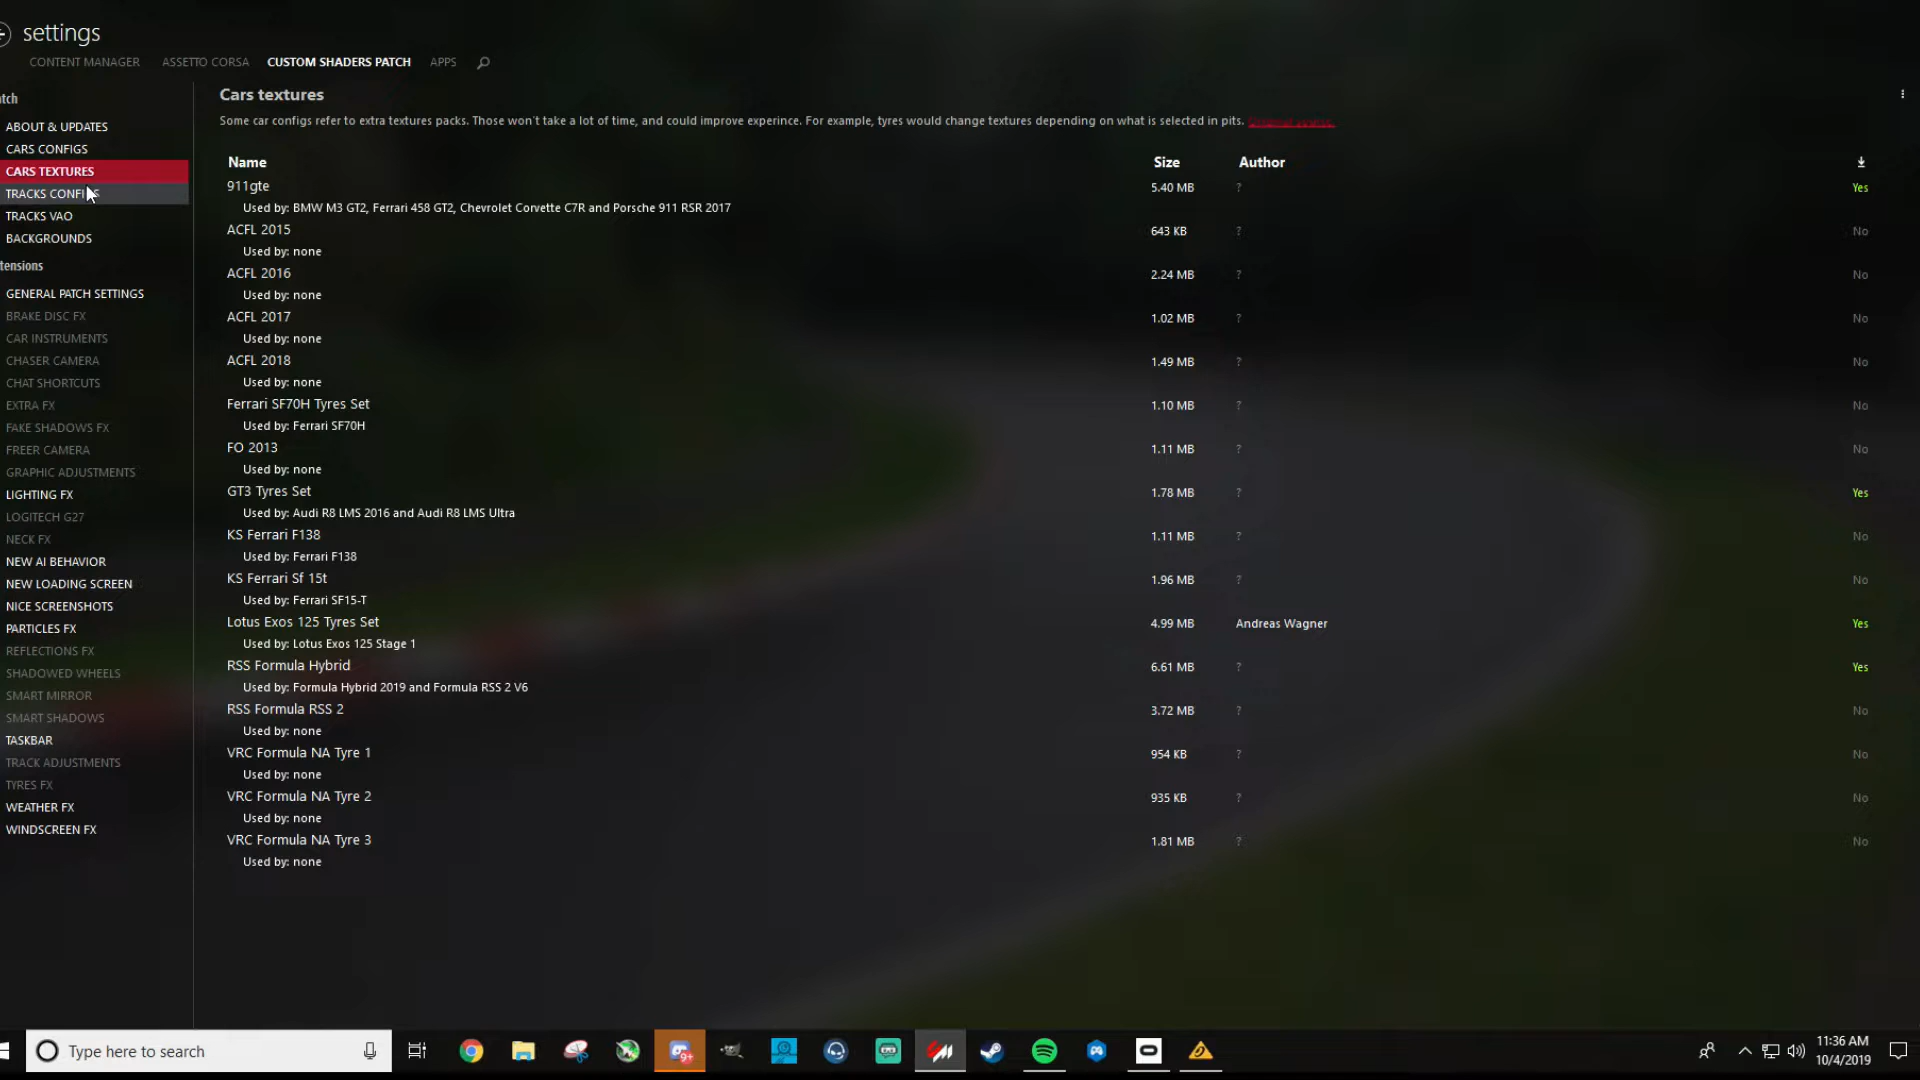 settings
CONTENT MANAGER ASSETTO CORSA CUSTOM SHADERS PATCH APPS
tch
ABOUT & UPDATES
CARS CONFIGS
CARS TEXTURES
TRACKS CONFIGS
TRACKS VAO
BACKGROUNDS
tensions
GENERAL PATCH SETTINGS
BRAKE DISC FX
CAR INSTRUMENTS
CHASER CAMERA
CHAT SHORTCUTS
EXTRA FX
FAKE SHADOWS FX
FREER CAMERA
GRAPHIC ADJUSTMENTS
LIGHTING FX
LOGITECH G27
NECK FX
NEW AI BEHAVIOR
NEW LOADING SCREEN
NICE SCREENSHOTS
PARTICLES FX
REFLECTIONS FX
SHADOWED WHEELS
SMART MIRROR
SMART SHADOWS
TASKBAR
TRACK ADJUSTMENTS
TYRES FX
WEATHER FX
WINDSCREEN FX
Cars textures
Some car configs refer to extra textures packs. Those won't take a lot of time, and could improve experince. For example, tyres would change textures depending on what is selected in pits.
Name Size Author
911gte 5.40 MB ? Yes
Used by: BMW M3 GT2, Ferrari 458 GT2, Chevrolet Corvette C7R and Porsche 911 RSR 2017
ACFL 2015 643 KB ? No
Used by: none
ACFL 2016 2.24 MB ? No
Used by: none
ACFL 2017 1.02 MB ? No
Used by: none
ACFL 2018 1.49 MB ? No
Used by: none
Ferrari SF70H Tyres Set 1.10 MB ? No
Used by: Ferrari SF70H
FO 2013 1.11 MB ? No
Used by: none
GT3 Tyres Set 1.78 MB ? Yes
Used by: Audi R8 LMS 2016 and Audi R8 LMS Ultra
KS Ferrari F138 1.11 MB ? No
Used by: Ferrari F138
KS Ferrari Sf 15t 1.96 MB ? No
Used by: Ferrari SF15-T
Lotus Exos 125 Tyres Set 4.99 MB Andreas Wagner Yes
Used by: Lotus Exos 125 Stage 1
RSS Formula Hybrid 6.61 MB ? Yes
Used by: Formula Hybrid 2019 and Formula RSS 2 V6
RSS Formula RSS 2 3.72 MB ? No
Used by: none
VRC Formula NA Tyre 1 954 KB ? No
Used by: none
VRC Formula NA Tyre 2 935 KB ? No
Used by: none
VRC Formula NA Tyre 3 1.81 MB ? No
Used by: none
Type here to search
9+
11:36 AM
10/4/2019